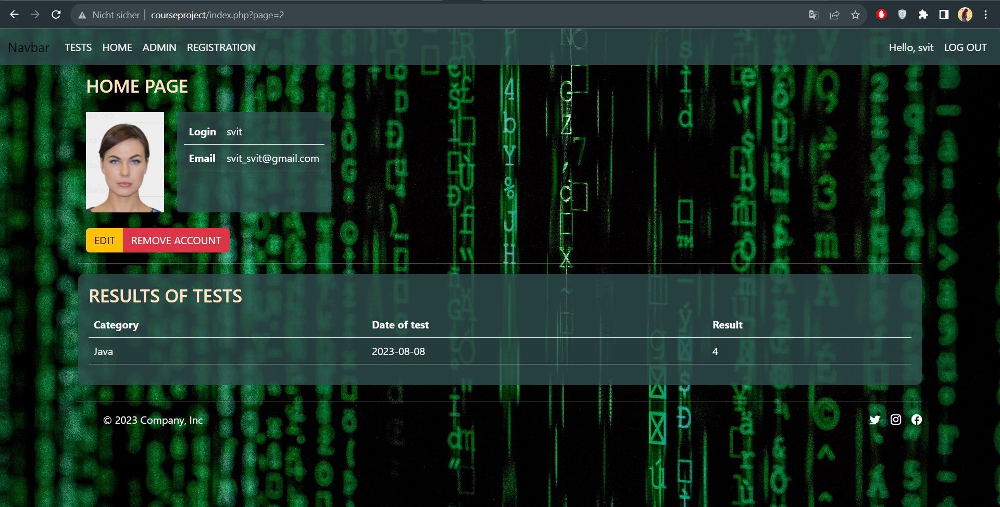 Nicht sicher | courseproject/index.php?page=2
Navbar TESTS HOME ADMIN REGISTRATION Hello, svit LOG OUT
HOME PAGE
Login svit
Email svit_svit@gmail.com
EDIT REMOVE ACCOUNT
RESULTS OF TESTS
Category Date of test Result
Java 2023-08-08 4
© 2023 Company, Inc